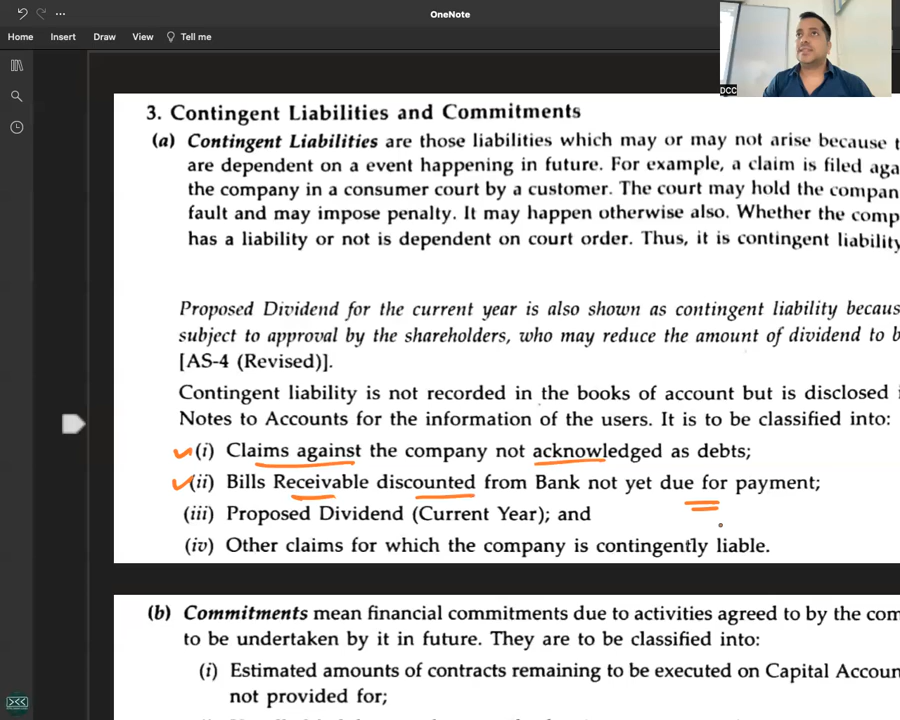 OneNote
Home Insert Draw View Tell me
DCC
3. Contingent Liabilities and Commitments
(a) Contingent Liabilities are those liabilities which may or may not arise because
are dependent on a event happening in future. For example, a claim is filed
the company in a consumer court by a customer. The court may hold the
fault and may impose penalty. It may happen otherwise also. Whether the
has a liability or not is dependent on court order. Thus, it is contingent liability
Proposed Dividend for the current year is also shown as contingent liability
subject to approval by the shareholders, who may reduce the amount of dividend to
[AS-4 (Revised)].
Contingent liability is not recorded in the books of account but is disclosed
Notes to Accounts for the information of the users. It is to be classified into:
(i) Claims against the company not acknowledged as debts;
(ii) Bills Receivable discounted from Bank not yet due for payment;
(iii) Proposed Dividend (Current Year); and
(iv) Other claims for which the company is contingently liable.
(b) Commitments mean financial commitments due to activities agreed to by the
to be undertaken by it in future. They are to be classified into:
(i) Estimated amounts of contracts remaining to be executed on Capital
not provided for;